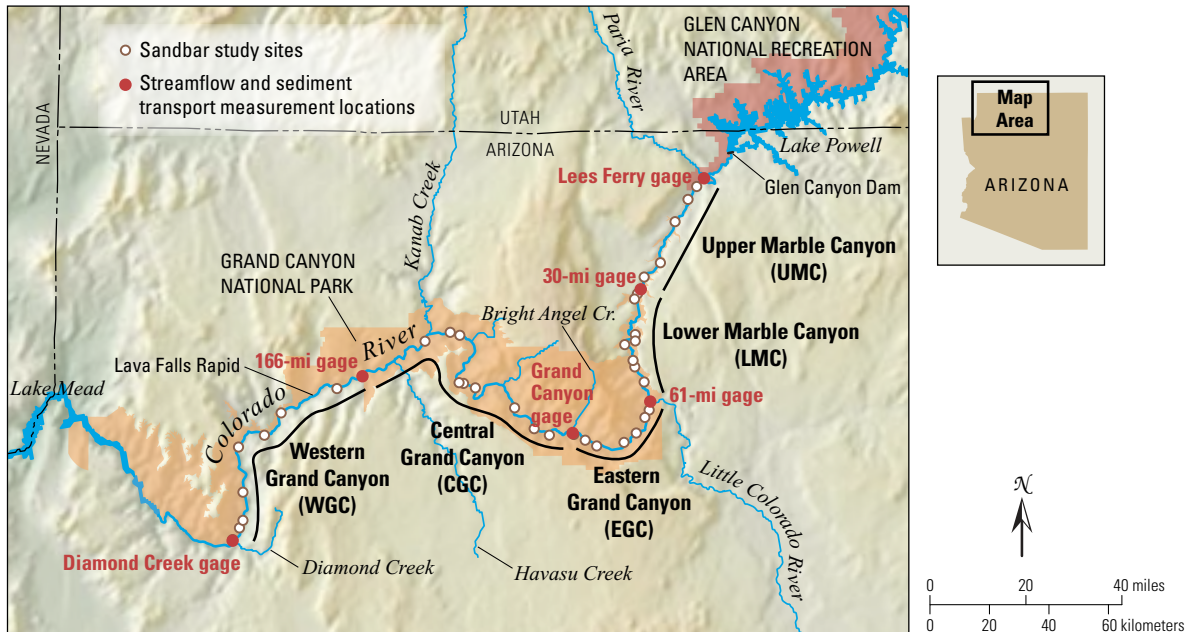 Sandbar study sites
Streamflow and sediment
transport measurement locations
GLEN CANYON
NATIONAL RECREATION
AREA
Paria River
NEVADA
UTAH
ARIZONA
Lake Powell
Glen Canyon Dam
Lees Ferry gage
Kanab Creek
Upper Marble Canyon
(UMC)
GRAND CANYON
NATIONAL PARK
30-mi gage
Bright Angel Cr.
Lower Marble Canyon
(LMC)
Colorado River
166-mi gage
Lava Falls Rapid
Lake Mead
Grand
Canyon
gage
61-mi gage
Western
Grand Canyon
(WGC)
Central
Grand Canyon
(CGC)
Eastern
Grand Canyon
(EGC)
Little Colorado River
Diamond Creek gage
Diamond Creek
Havasu Creek
Map
Area
ARIZONA
N
0 20 40 miles
0 20 40 60 kilometers